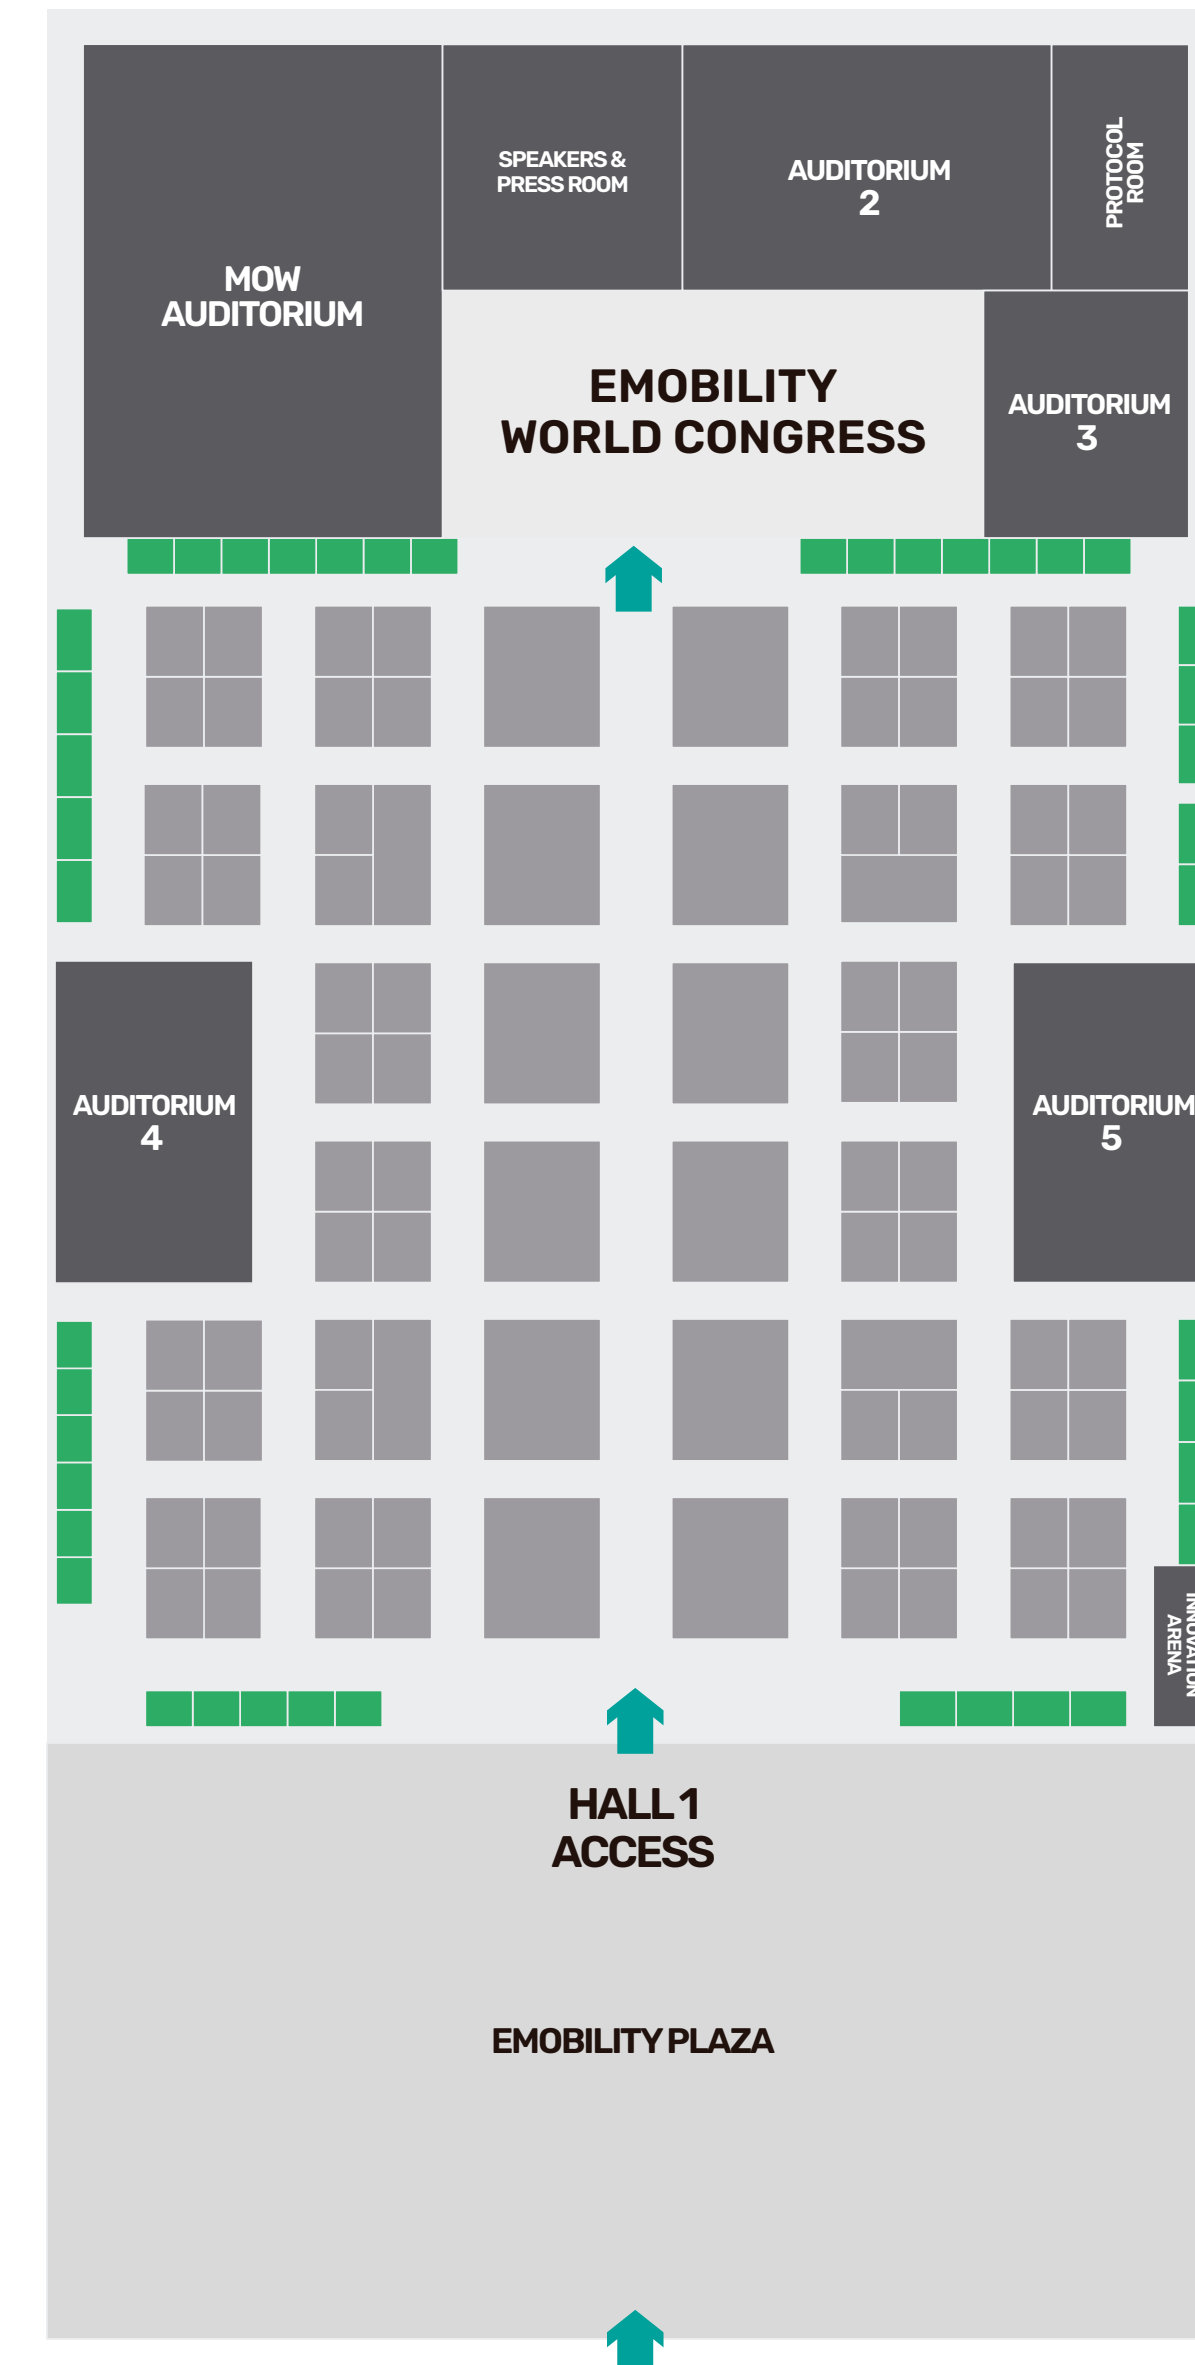 SPEAKERS &
PRESS ROOM
AUDITORIUM
2
PROTOCOL
ROOM
MOW
AUDITORIUM
EMOBILITY
WORLD CONGRESS
AUDITORIUM
3
AUDITORIUM
4
AUDITORIUM
5
INNOVATION
ARENA
HALL 1
ACCESS
EMOBILITY PLAZA